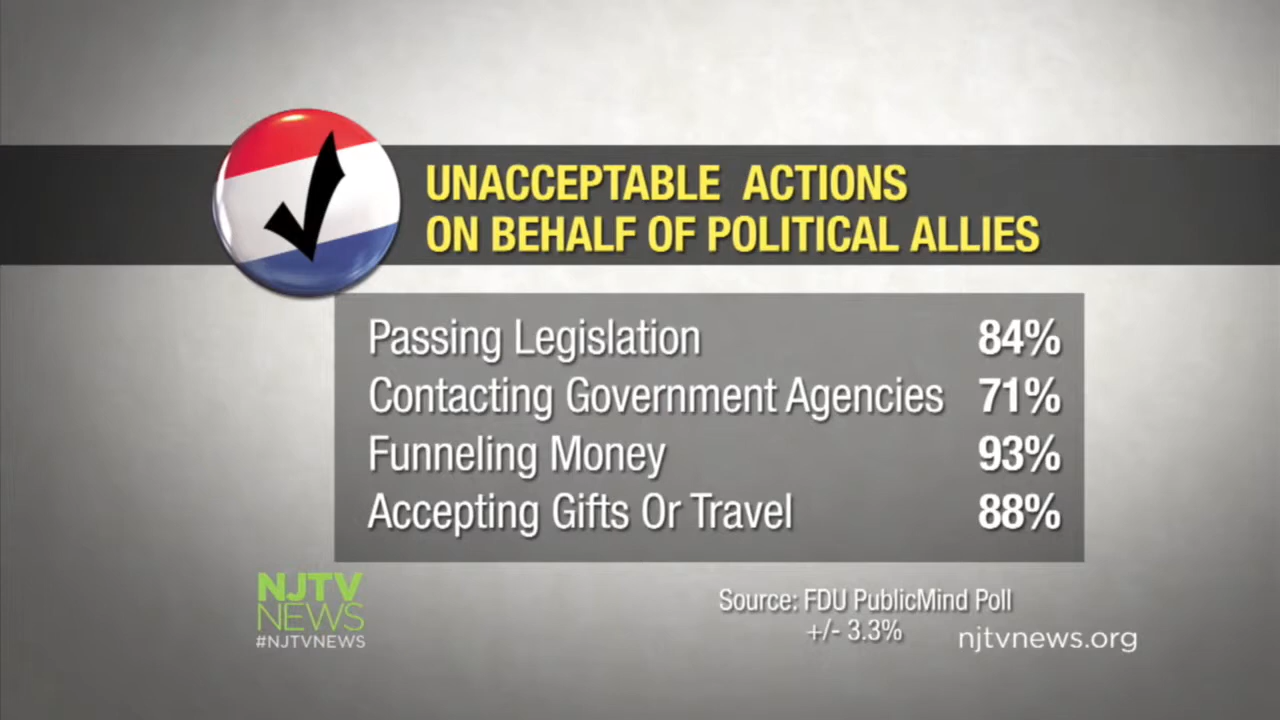 UNACCEPTABLE ACTIONS
ON BEHALF OF POLITICAL ALLIES
Passing Legislation 84%
Contacting Government Agencies 71%
Funneling Money 93%
Accepting Gifts Or Travel 88%
NJTV
NEWS
#NJTVNEWS
Source: FDU PublicMind Poll
+/- 3.3%
njtvnews.org